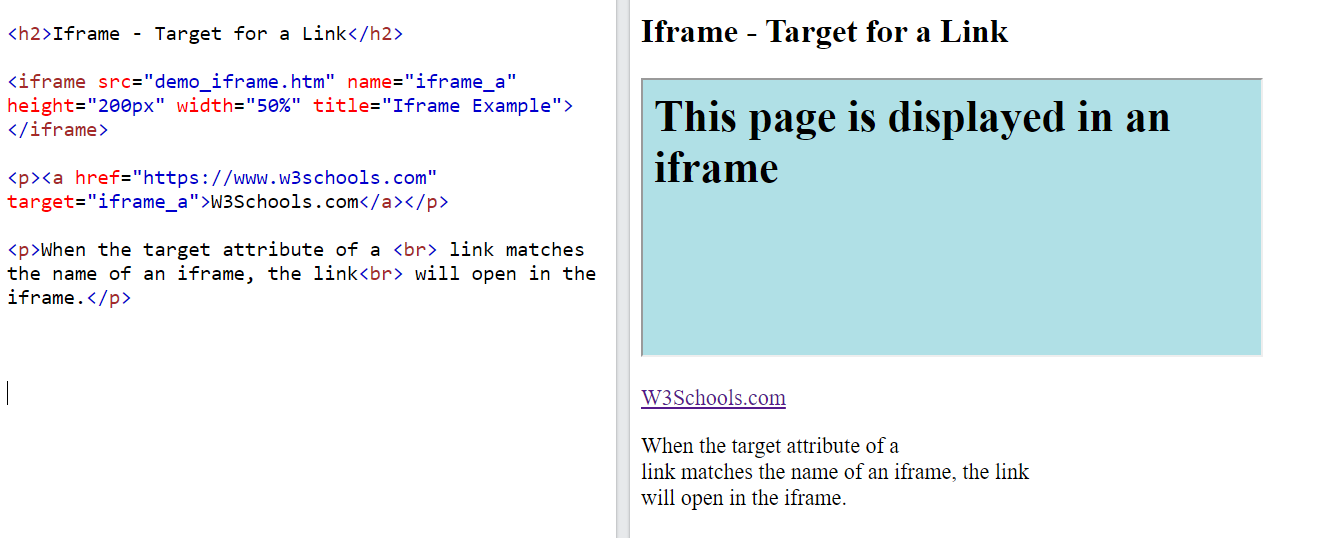 <h2>Iframe - Target for a Link</h2>
<iframe src="demo_iframe.htm" name="iframe_a"
height="200px" width="50%" title="Iframe Example">
</iframe>
<p><a href="https://www.w3schools.com"
target="iframe_a">W3Schools.com</a></p>
<p>When the target attribute of a <br> link matches
the name of an iframe, the link<br> will open in the
iframe.</p>
Iframe - Target for a Link
This page is displayed in an
iframe
W3Schools.com
When the target attribute of a
link matches the name of an iframe, the link
will open in the iframe.